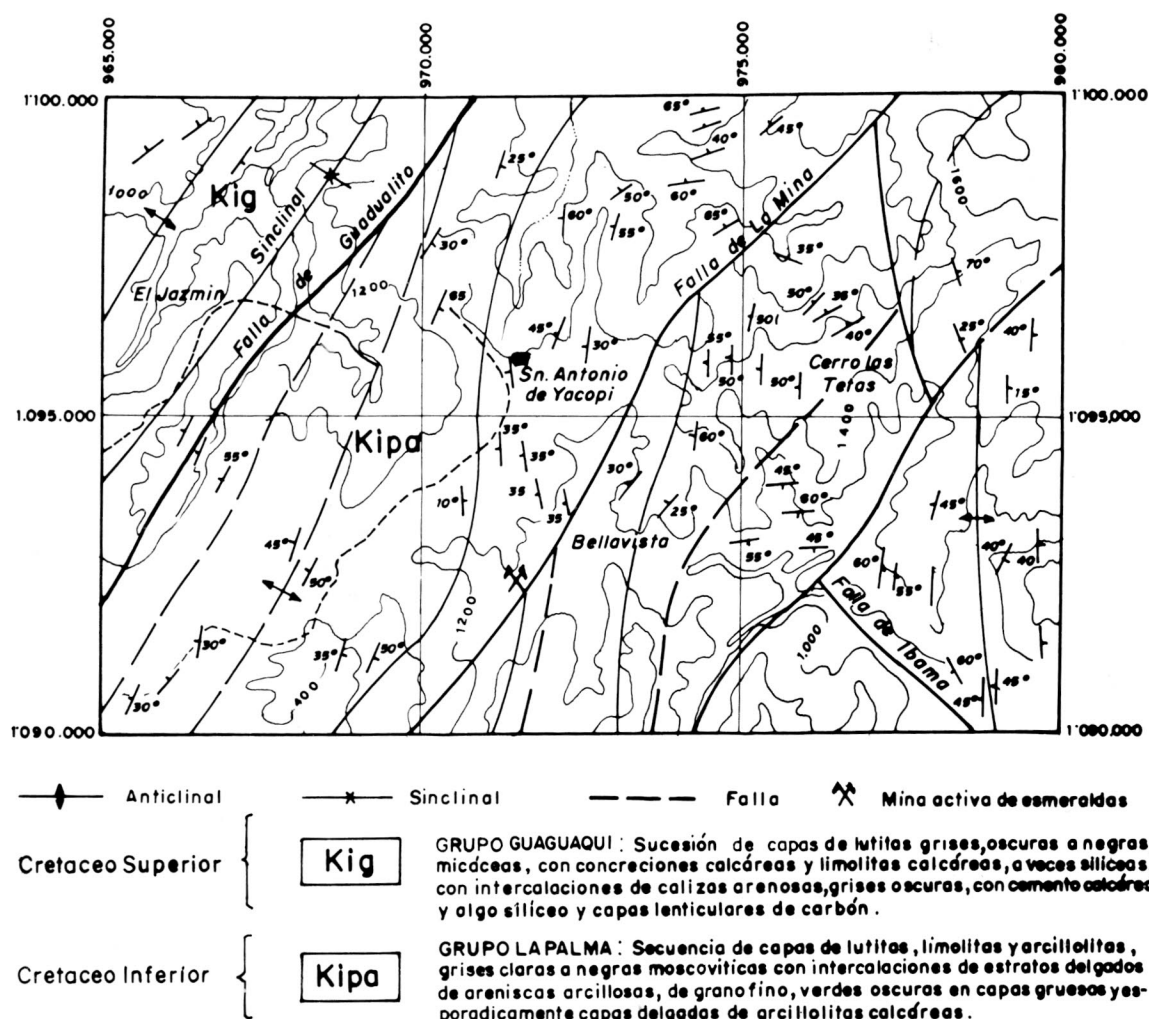 965.000
970.000
975.000
980.000
1'100.000
1'100.000
65°
45°
40°
25°
1000
Kig
Sinclinal
Falla de Guadualito
50°
60°
60°
55°
65°
1600
Falla de La Mina
35°
70°
30°
El Jazmin
1200
65
50°
36°
40°
25°
40°
45°
30°
50
55°
50°
50°
Sn. Antonio
de Yacopi
Cerro las
Tetas
15°
1.095.000
1.095.000
Kipa
1400
60°
35°
35°
55°
30°
45°
10°
35
35
25°
60°
45°
Bellavista
45°
50°
55°
45°
60°
55°
40°
40
1200
Falla de Ibama
1.000
30°
35°
50°
400
60°
45°
45°
30°
1'090.000
1'090.000
Anticlinal
Sinclinal
Falla
Mina activa de esmeraldas
Cretaceo Superior
Kig
GRUPO GUAGUAQUI : Sucesión de capas de lutitas grises, oscuras a negras
micáceas, con concreciones calcáreas y limolitas calcáreas, a veces silíceas
con intercalaciones de calizas arenosas, grises oscuras, con cemento calcáreo
y algo silíceo y capas lenticulares de carbón.
Cretaceo Inferior
Kipa
GRUPO LA PALMA : Secuencia de capas de lutitas, limolitas y arcillolitas,
grises claras a negras moscoviticas con intercalaciones de estratos delgados
de areniscas arcillosas, de grano fino, verdes oscuras en capas gruesas y es-
poradicamente capas delgadas de arcillolitas calcáreas.